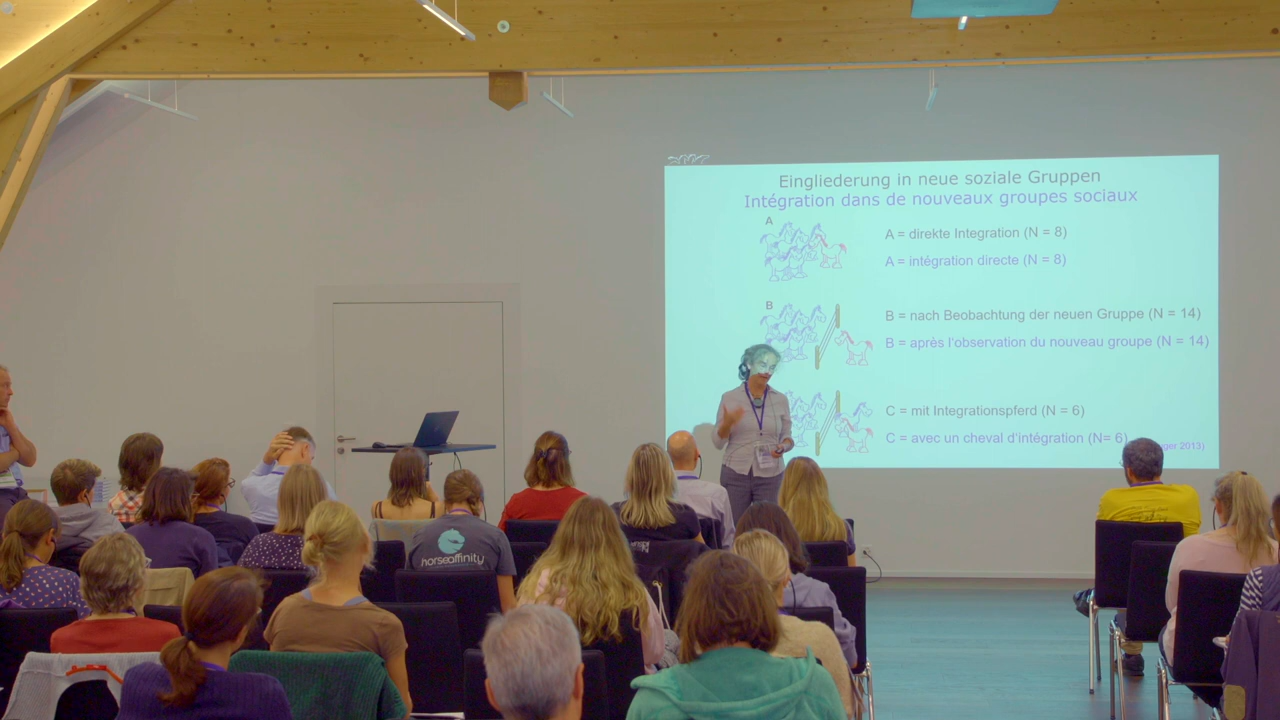 Eingliederung in neue soziale Gruppen
Intégration dans de nouveaux groupes sociaux
A
A = direkte Integration (N = 8)
A = intégration directe (N = 8)
B
B = nach Beobachtung der neuen Gruppe (N = 14)
B = après l'observation du nouveau groupe (N = 14)
C = mit Integrationspferd (N = 6)
C = avec un cheval d'intégration (N= 6)
2013)
horseaffinity